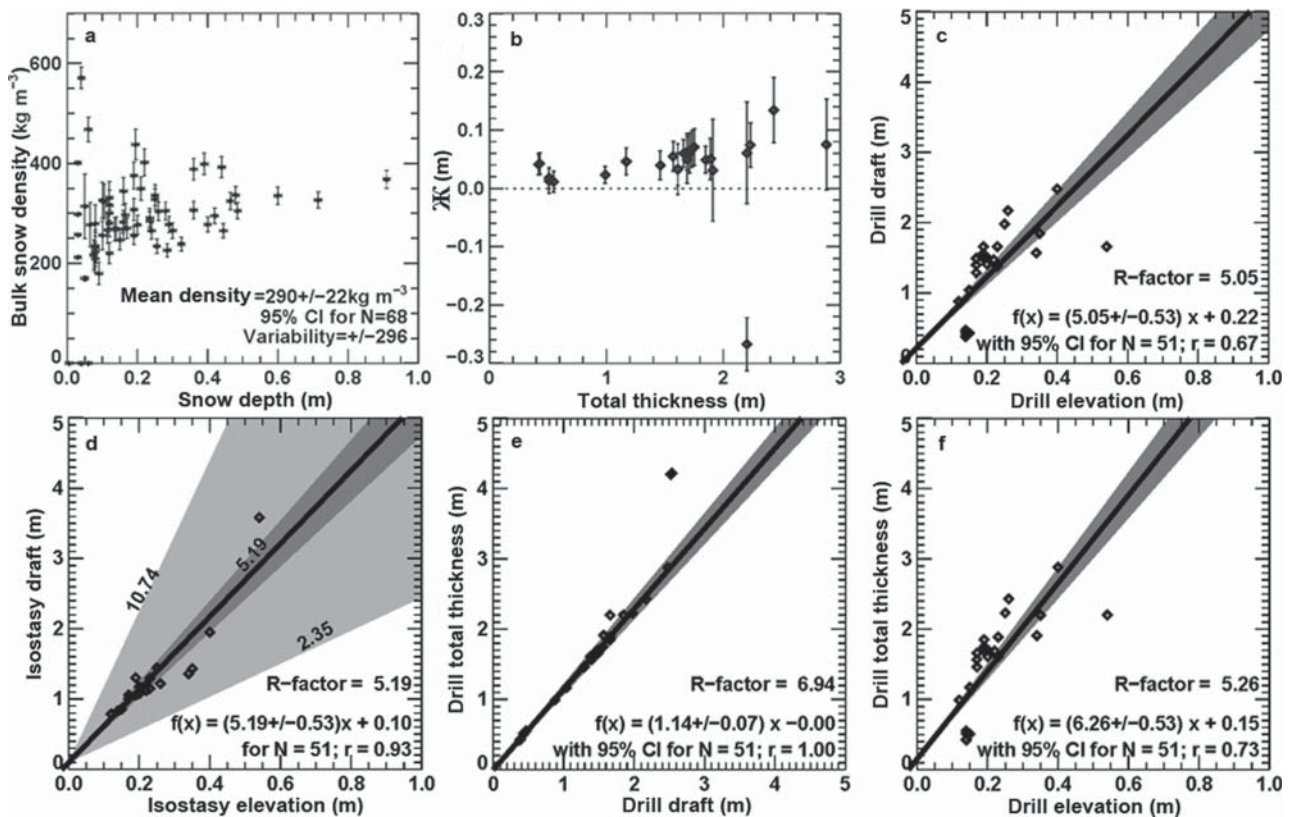 a
600
400
200
0
Bulk snow density (kg m⁻³)
Mean density =290+/−22kg m⁻³
95% CI for N=68
Variability=+/−296
0.0 0.2 0.4 0.6 0.8 1.0
Snow depth (m)
b
0.3
0.2
0.1
0.0
−0.1
−0.2
−0.3
Ж (m)
0 1 2 3
Total thickness (m)
c
5
4
3
2
1
0
Drill draft (m)
R−factor = 5.05
f(x) = (5.05+/−0.53) x + 0.22
with 95% CI for N = 51; r = 0.67
0.0 0.2 0.4 0.6 0.8 1.0
Drill elevation (m)
d
5
4
3
2
1
0
Isostasy draft (m)
10.74
5.19
2.35
R−factor = 5.19
f(x) = (5.19+/−0.53)x + 0.10
for N = 51; r = 0.93
0.0 0.2 0.4 0.6 0.8 1.0
Isostasy elevation (m)
e
5
4
3
2
1
0
Drill total thickness (m)
R−factor = 6.94
f(x) = (1.14+/−0.07) x −0.00
with 95% CI for N = 51; r = 1.00
0 1 2 3 4 5
Drill draft (m)
f
5
4
3
2
1
0
Drill total thickness (m)
R−factor = 5.26
f(x) = (6.26+/−0.53) x + 0.15
with 95% CI for N = 51; r = 0.73
0.0 0.2 0.4 0.6 0.8 1.0
Drill elevation (m)